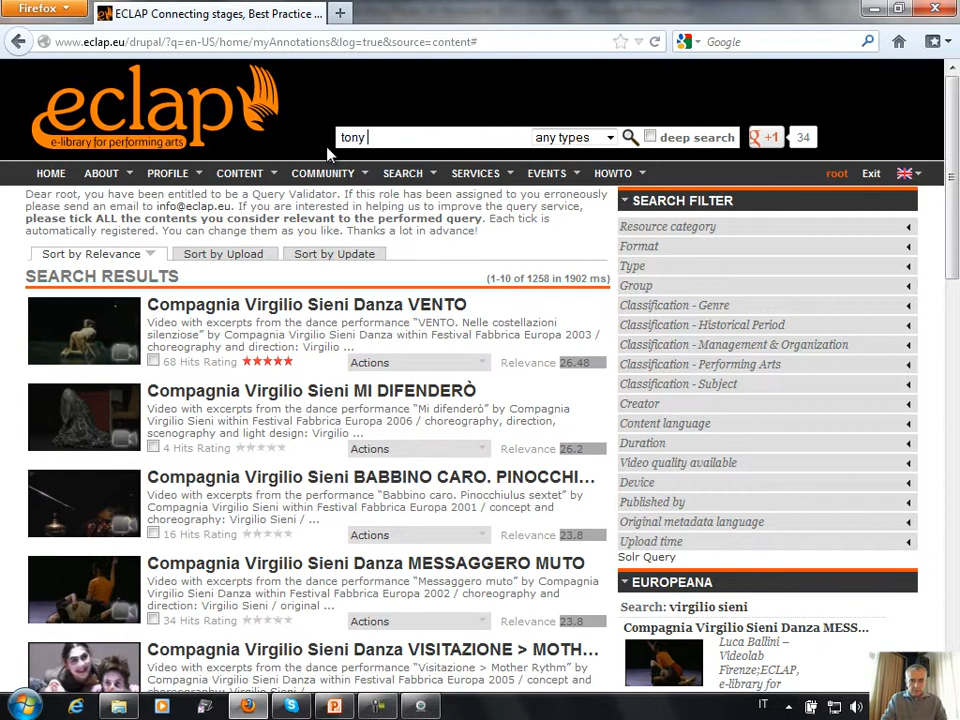 Firefox
ECLAP Connecting stages, Best Practice ...
www.eclap.eu/drupal/?q=en-US/home/myAnnotations&log=true&source=content#
Google
eclap
e-library for performing arts
tony
any types
deep search
+1
34
HOME
ABOUT
PROFILE
CONTENT
COMMUNITY
SEARCH
SERVICES
EVENTS
HOWTO
root
Exit
Dear root, you have been entitled to be a Query Validator. If this role has been assigned to you erroneously
please send an email to info@eclap.eu. If you are interested in helping us to improve the query service,
please tick ALL the contents you consider relevant to the performed query. Each tick is
automatically registered. You can change them as you like. Thanks a lot in advance!
Sort by Relevance
Sort by Upload
Sort by Update
SEARCH RESULTS
(1-10 of 1258 in 1902 ms)
Compagnia Virgilio Sieni Danza VENTO
Video with excerpts from the dance performance “VENTO. Nelle costellazioni
silenziose” by Compagnia Virgilio Sieni Danza within Festival Fabbrica Europa 2003 /
choreography and direction: Virgilio ...
68 Hits Rating
Actions
Relevance 26.48
Compagnia Virgilio Sieni MI DIFENDERÒ
Video with excerpts from the dance performance “Mi difenderò” by Compagnia
Virgilio Sieni within Festival Fabbrica Europa 2006 / choreography, direction,
scenography and light design: Virgilio ...
4 Hits Rating
Actions
Relevance 26.2
Compagnia Virgilio Sieni BABBINO CARO. PINOCCHI...
Video with excerpts from the performance “Babbino caro. Pinocchiulus sextet” by
Compagnia Virgilio Sieni within Festival Fabbrica Europa 2001 / concept and
choreography: Virgilio Sieni / ...
16 Hits Rating
Actions
Relevance 23.8
Compagnia Virgilio Sieni Danza MESSAGGERO MUTO
Video with excerpts from the dance performance “Messaggero muto” by Compagnia
Virgilio Sieni Danza within Festival Fabbrica Europa 2002 / choreography and
direction: Virgilio Sieni / original ...
34 Hits Rating
Actions
Relevance 23.8
Compagnia Virgilio Sieni Danza VISITAZIONE > MOTH...
Video with excerpts from the dance performance “Visitazione > Mother Rythm” by
Compagnia Virgilio Sieni Danza within Festival Fabbrica Europa 2005 / concept and
SEARCH FILTER
Resource category
Format
Type
Group
Classification - Genre
Classification - Historical Period
Classification - Management & Organization
Classification - Performing Arts
Classification - Subject
Creator
Content language
Duration
Video quality available
Device
Published by
Original metadata language
Upload time
Solr Query
EUROPEANA
Search: virgilio sieni
Compagnia Virgilio Sieni Danza MESS...
Luca Ballini –
Videolab
Firenze;ECLAP,
e-library for
IT